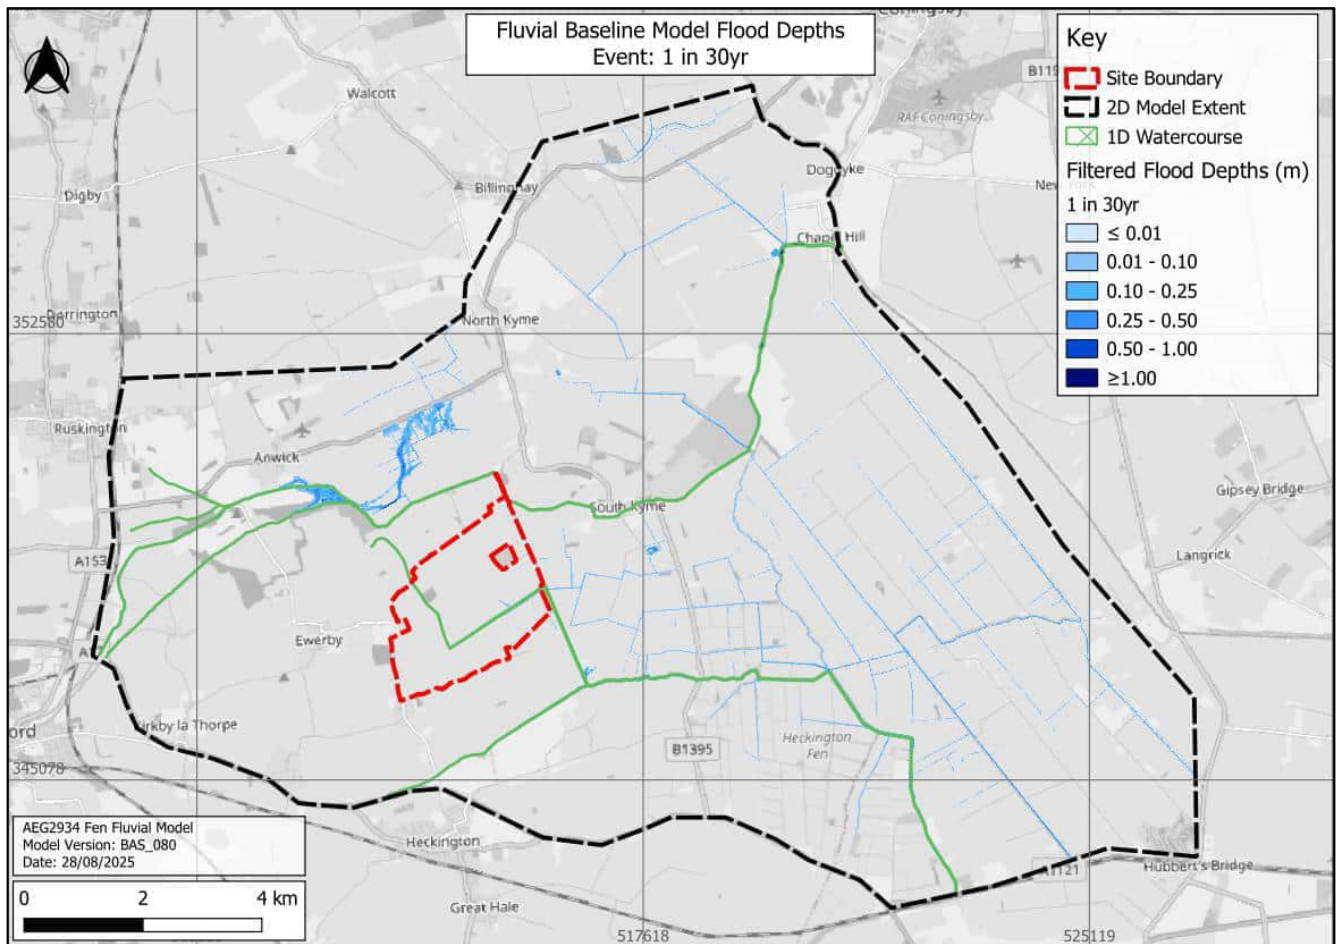 Fluvial Baseline Model Flood Depths
Event: 1 in 30yr
Key
Site Boundary
2D Model Extent
1D Watercourse
Filtered Flood Depths (m)
1 in 30yr
≤ 0.01
0.01 - 0.10
0.10 - 0.25
0.25 - 0.50
0.50 - 1.00
≥1.00
Walcott
RAF Coningsby
Digby
Billinghay
Dogdyke
Chapel Hill
Dorrington
352580
North Kyme
Ruskington
Anwick
South Kyme
Gipsey Bridge
A153
Langrick
Ewerby
Kirkby la Thorpe
ord
B1395
Heckington
Fen
345078
AEG2934 Fen Fluvial Model
Model Version: BAS_080
Date: 28/08/2025
Heckington
A1121
Hubbert's Bridge
0 2 4 km
Great Hale
517618
525119